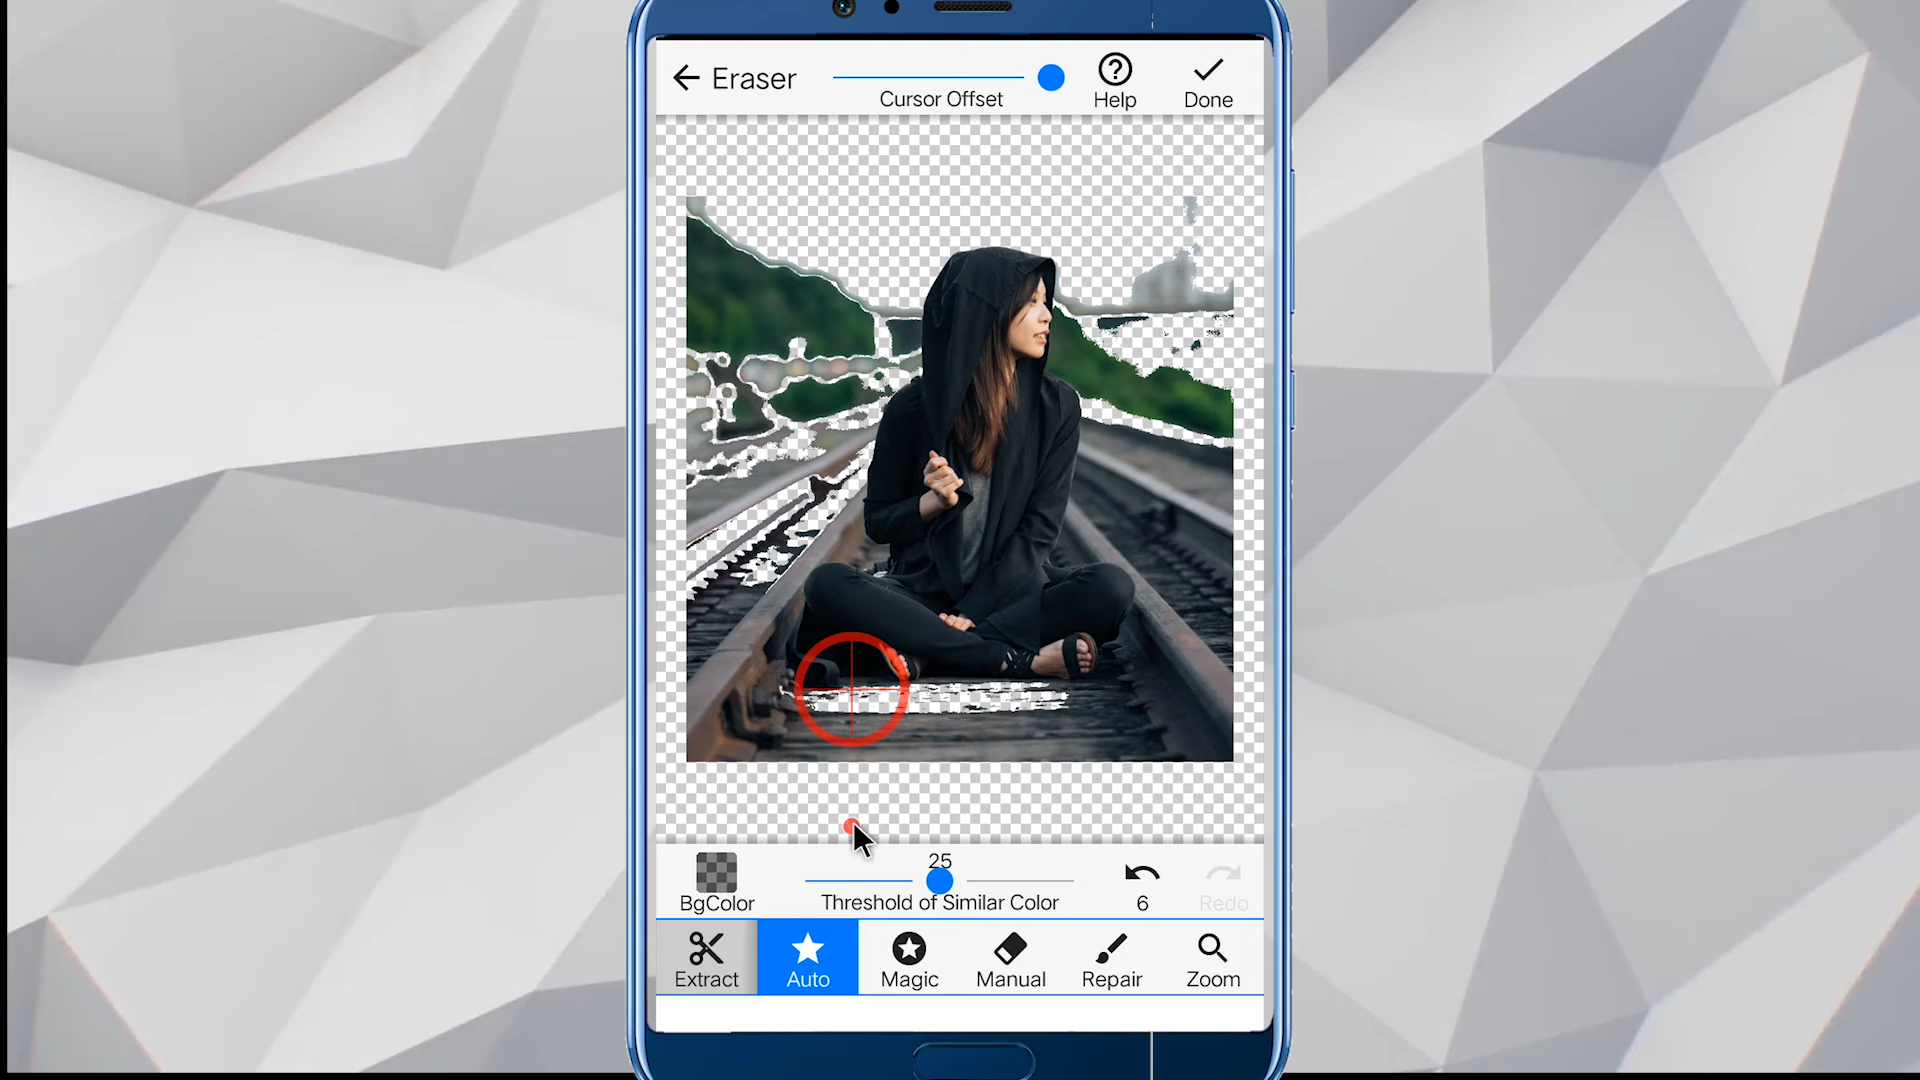 Eraser
Cursor Offset
Help
Done
BgColor
25
Threshold of Similar Color
6
Redo
Extract
Auto
Magic
Manual
Repair
Zoom